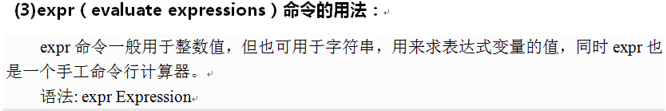 (3)expr（evaluate expressions）命令的用法：
expr 命令一般用于整数值，但也可用于字符串，用来求表达式变量的值，同时 expr 也
是一个手工命令行计算器。
语法: expr Expression